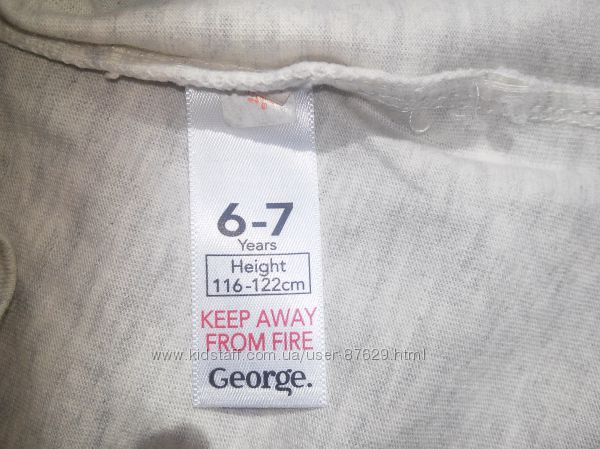 6-7
Years
Height
116-122cm
KEEP AWAY
FROM FIRE
www.kidstaff.com.ua/user-87629.html
George.